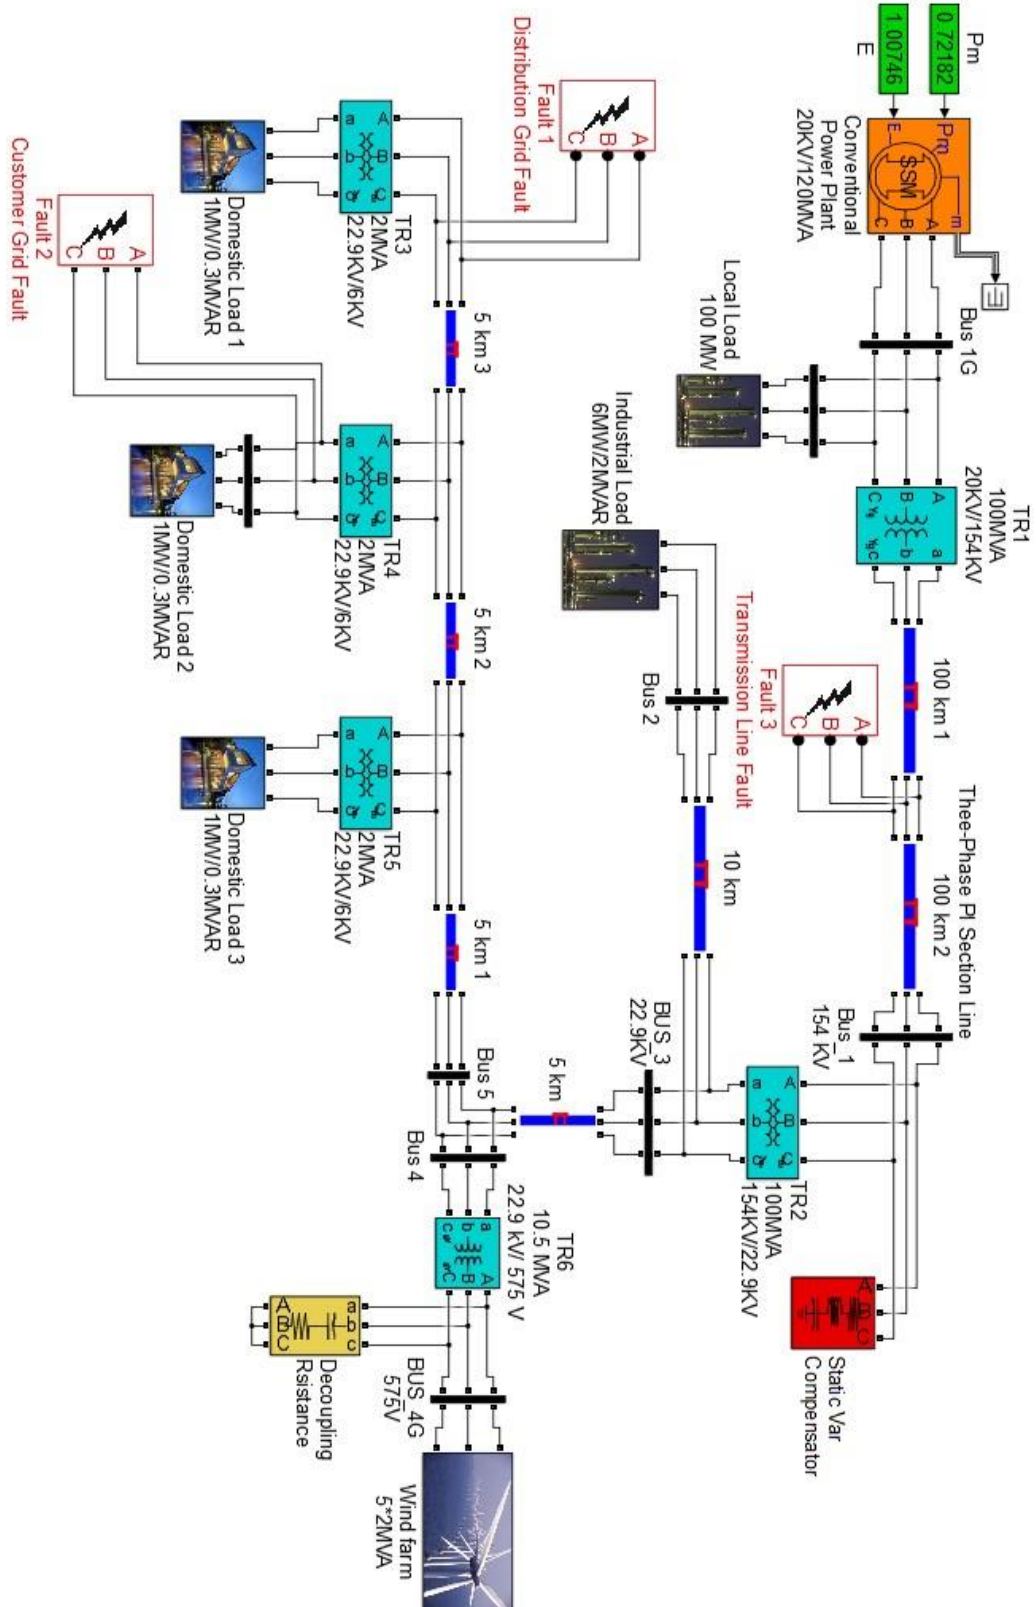 Pm
0.72182
1.00746
E
Pm
E
SSM
m
A
B
C
Conventional
Power Plant
20KV/120MVA
Bus 1G
Local Load
100 MW
TR1
100MVA
20KV/154KV
A
B
C
a
b
c
Yg
Yg
100 km 1
Transmission Line Fault
Fault 3
A
B
C
Thee-Phase PI Section Line
100 km 2
Bus_1
154 KV
Static Var
Compensator
A
B
C
TR2
100MVA
154KV/22.9KV
A
B
C
a
b
c
Industrial Load
6MW/2MVAR
Bus 2
10 km
BUS_3
22.9KV
5 km
Distribution Grid Fault
Fault 1
A
B
C
TR3
2MVA
22.9KV/6KV
A
B
C
a
b
c
Domestic Load 1
1MW/0.3MVAR
5 km 3
TR4
2MVA
22.9KV/6KV
A
B
C
a
b
c
Domestic Load 2
1MW/0.3MVAR
Customer Grid Fault
Fault 2
A
B
C
5 km 2
TR5
2MVA
22.9KV/6KV
A
B
C
a
b
c
Domestic Load 3
1MW/0.3MVAR
5 km 1
Bus 5
Bus 4
TR6
10.5 MVA
22.9 kV/ 575 V
a
b
c
A
B
C
Decoupling
Rsistance
A
B
C
a
b
c
BUS_4G
575V
Wind farm
5*2MVA